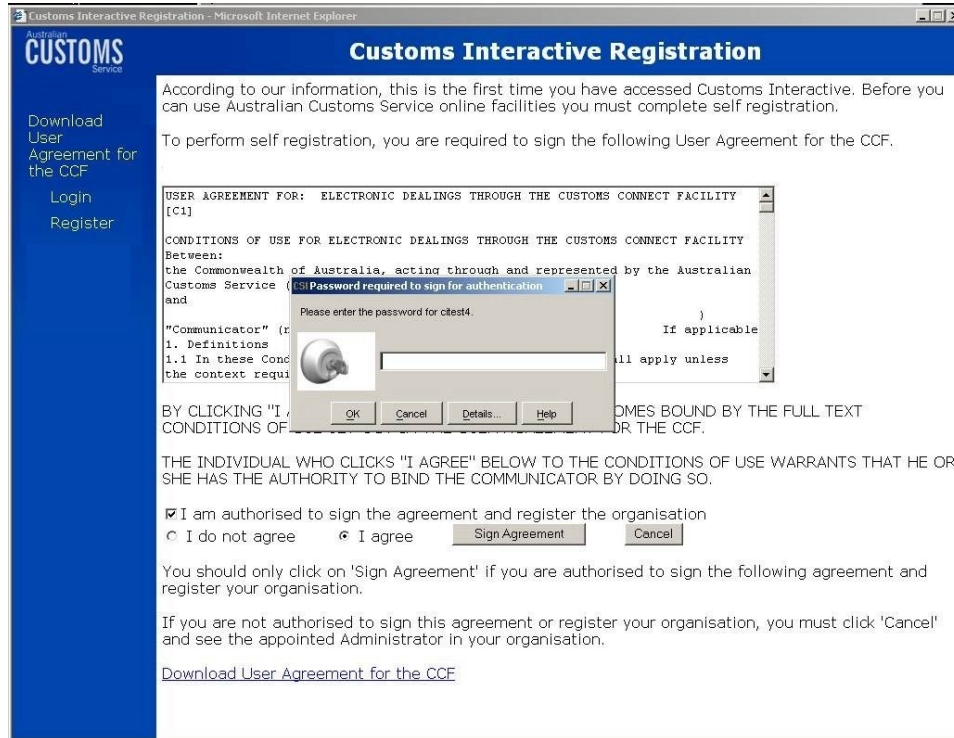 Customs Interactive Registration - Microsoft Internet Explorer
Australian
CUSTOMS
Service
Customs Interactive Registration
Download
User
Agreement for
the CCF
Login
Register
According to our information, this is the first time you have accessed Customs Interactive. Before you
can use Australian Customs Service online facilities you must complete self registration.
To perform self registration, you are required to sign the following User Agreement for the CCF.
USER AGREEMENT FOR: ELECTRONIC DEALINGS THROUGH THE CUSTOMS CONNECT FACILITY
[C1]
CONDITIONS OF USE FOR ELECTRONIC DEALINGS THROUGH THE CUSTOMS CONNECT FACILITY
Between:
the Commonwealth of Australia, acting through and represented by the Australian
Customs Service (
and
)
"Communicator" (
If applicable
1. Definitions
1.1 In these Cond
all apply unless
the context requi
CSI Password required to sign for authentication
Please enter the password for citest4.
OK Cancel Details... Help
BY CLICKING "I
BOUND BY THE FULL TEXT
CONDITIONS OF
THE CCF.
THE INDIVIDUAL WHO CLICKS "I AGREE" BELOW TO THE CONDITIONS OF USE WARRANTS THAT HE OR
SHE HAS THE AUTHORITY TO BIND THE COMMUNICATOR BY DOING SO.
I am authorised to sign the agreement and register the organisation
I do not agree I agree Sign Agreement Cancel
You should only click on 'Sign Agreement' if you are authorised to sign the following agreement and
register your organisation.
If you are not authorised to sign this agreement or register your organisation, you must click 'Cancel'
and see the appointed Administrator in your organisation.
Download User Agreement for the CCF